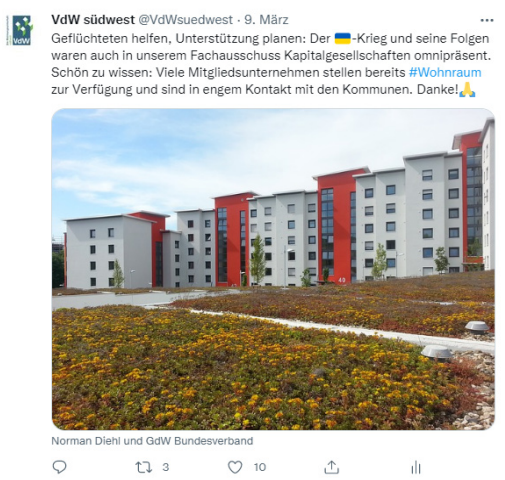 VdW südwest @VdWsuedwest · 9. März
Geflüchteten helfen, Unterstützung planen: Der 🇺🇦-Krieg und seine Folgen
waren auch in unserem Fachausschuss Kapitalgesellschaften omnipräsent.
Schön zu wissen: Viele Mitgliedsunternehmen stellen bereits #Wohnraum
zur Verfügung und sind in engem Kontakt mit den Kommunen. Danke!🙏
VdW
49
Norman Diehl und GdW Bundesverband
3 10